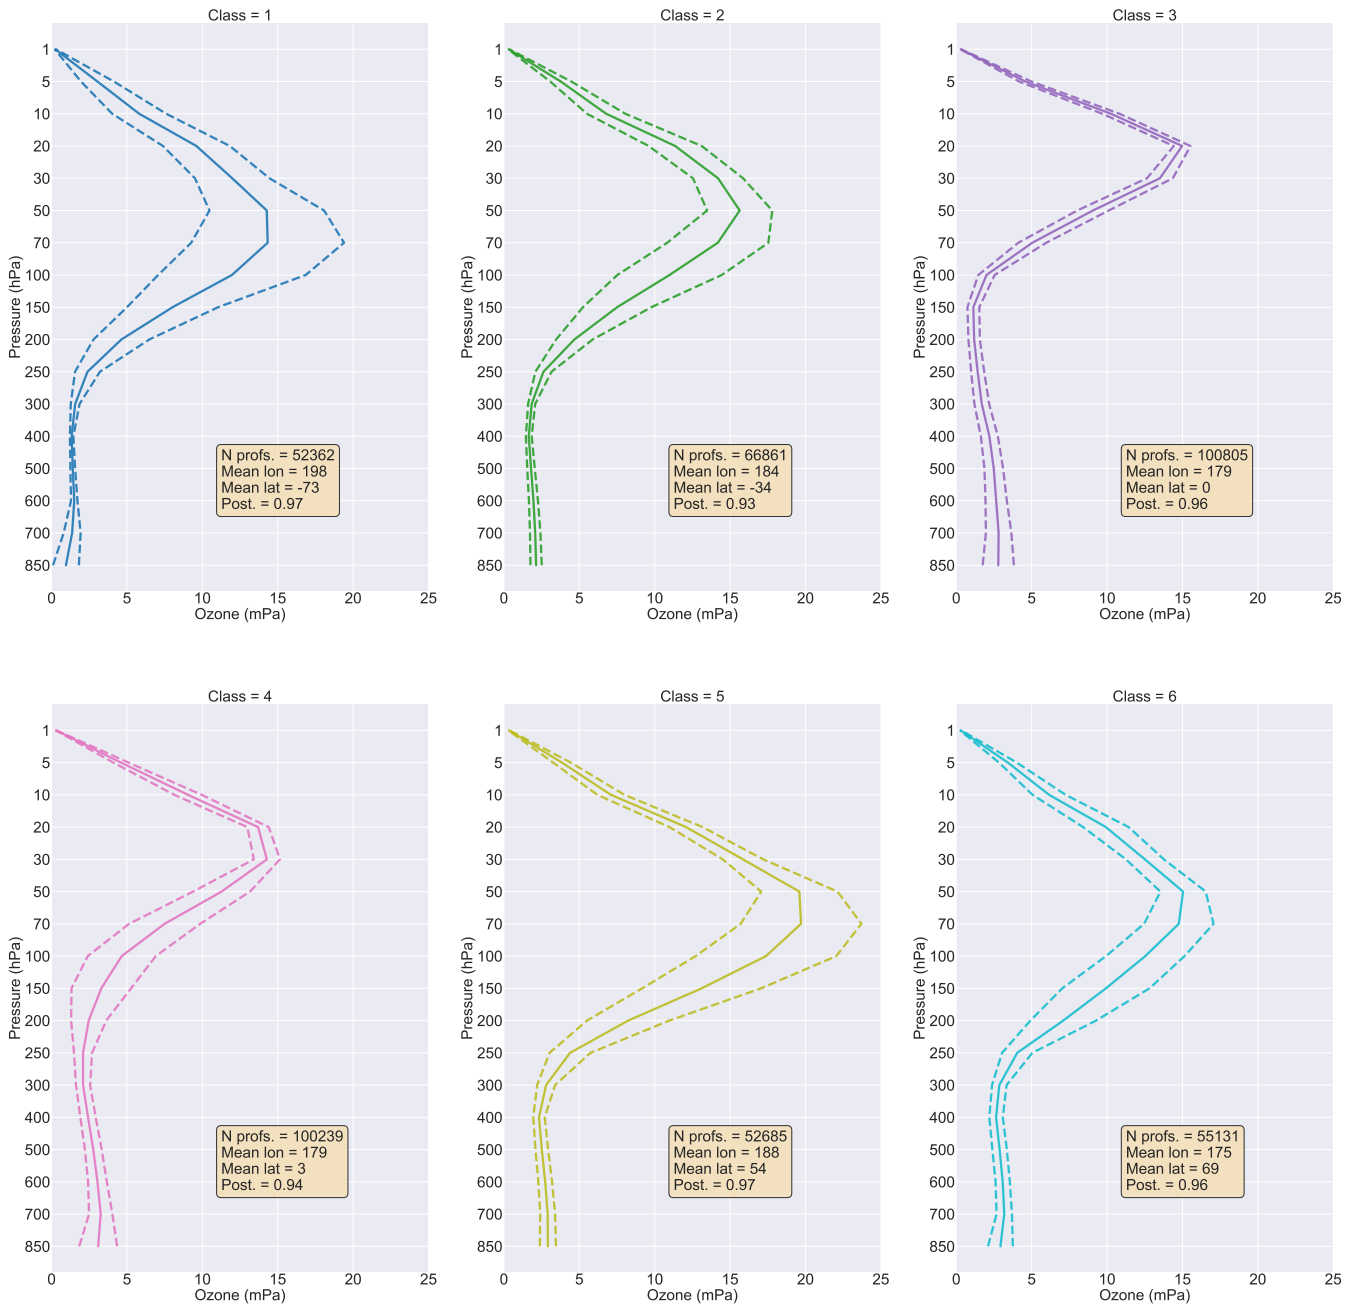 Class = 1
Pressure (hPa)
1
5
10
20
30
50
70
100
150
200
250
300
400
500
600
700
850
N profs. = 52362
Mean lon = 198
Mean lat = -73
Post. = 0.97
0 5 10 15 20 25
Ozone (mPa)
Class = 2
Pressure (hPa)
1
5
10
20
30
50
70
100
150
200
250
300
400
500
600
700
850
N profs. = 66861
Mean lon = 184
Mean lat = -34
Post. = 0.93
0 5 10 15 20 25
Ozone (mPa)
Class = 3
Pressure (hPa)
1
5
10
20
30
50
70
100
150
200
250
300
400
500
600
700
850
N profs. = 100805
Mean lon = 179
Mean lat = 0
Post. = 0.96
0 5 10 15 20 25
Ozone (mPa)
Class = 4
Pressure (hPa)
1
5
10
20
30
50
70
100
150
200
250
300
400
500
600
700
850
N profs. = 100239
Mean lon = 179
Mean lat = 3
Post. = 0.94
0 5 10 15 20 25
Ozone (mPa)
Class = 5
Pressure (hPa)
1
5
10
20
30
50
70
100
150
200
250
300
400
500
600
700
850
N profs. = 52685
Mean lon = 188
Mean lat = 54
Post. = 0.97
0 5 10 15 20 25
Ozone (mPa)
Class = 6
Pressure (hPa)
1
5
10
20
30
50
70
100
150
200
250
300
400
500
600
700
850
N profs. = 55131
Mean lon = 175
Mean lat = 69
Post. = 0.96
0 5 10 15 20 25
Ozone (mPa)